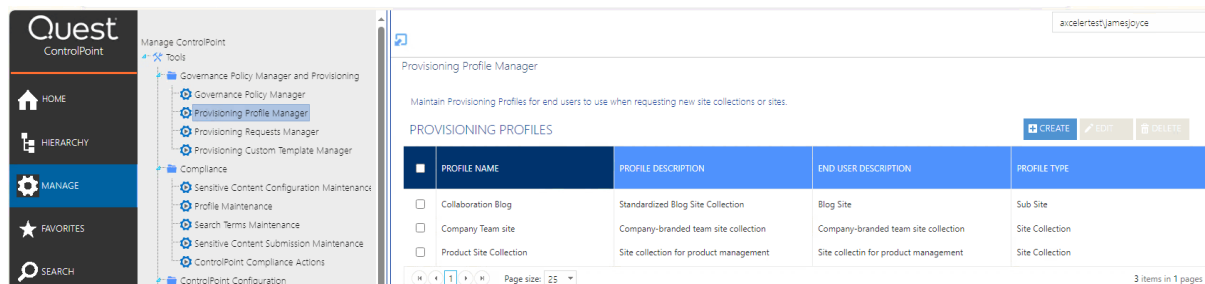 Quest
ControlPoint
HOME
HIERARCHY
MANAGE
FAVORITES
SEARCH
Manage ControlPoint
Tools
Governance Policy Manager and Provisioning
Governance Policy Manager
Provisioning Profile Manager
Provisioning Requests Manager
Provisioning Custom Template Manager
Compliance
Sensitive Content Configuration Maintenance
Profile Maintenance
Search Terms Maintenance
Sensitive Content Submission Maintenance
ControlPoint Compliance Actions
ControlPoint Configuration
axcelertest\jamesjoyce
Provisioning Profile Manager
Maintain Provisioning Profiles for end users to use when requesting new site collections or sites.
PROVISIONING PROFILES
CREATE EDIT DELETE
PROFILE NAME PROFILE DESCRIPTION END USER DESCRIPTION PROFILE TYPE
Collaboration Blog Standardized Blog Site Collection Blog Site Sub Site
Company Team site Company-branded team site collection Company-branded team site collection Site Collection
Product Site Collection Site collection for product management Site collectin for product management Site Collection
1 Page size: 25 3 items in 1 pages